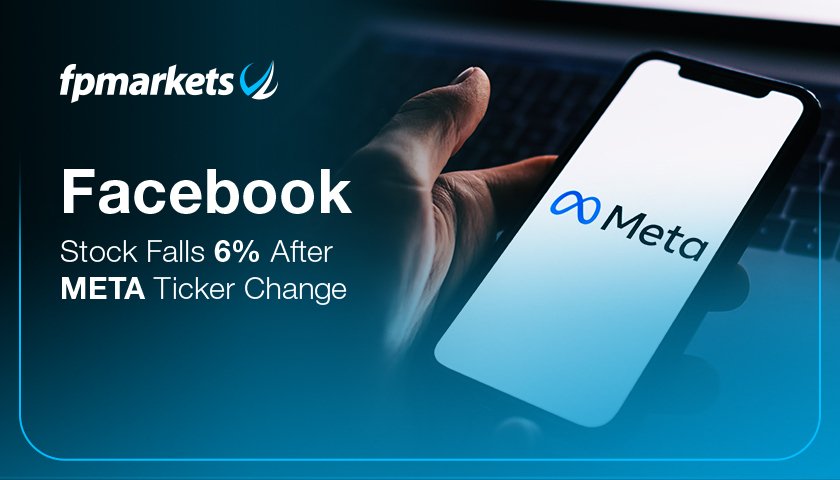 fpmarkets
Facebook
Stock Falls 6% After
META Ticker Change
Meta